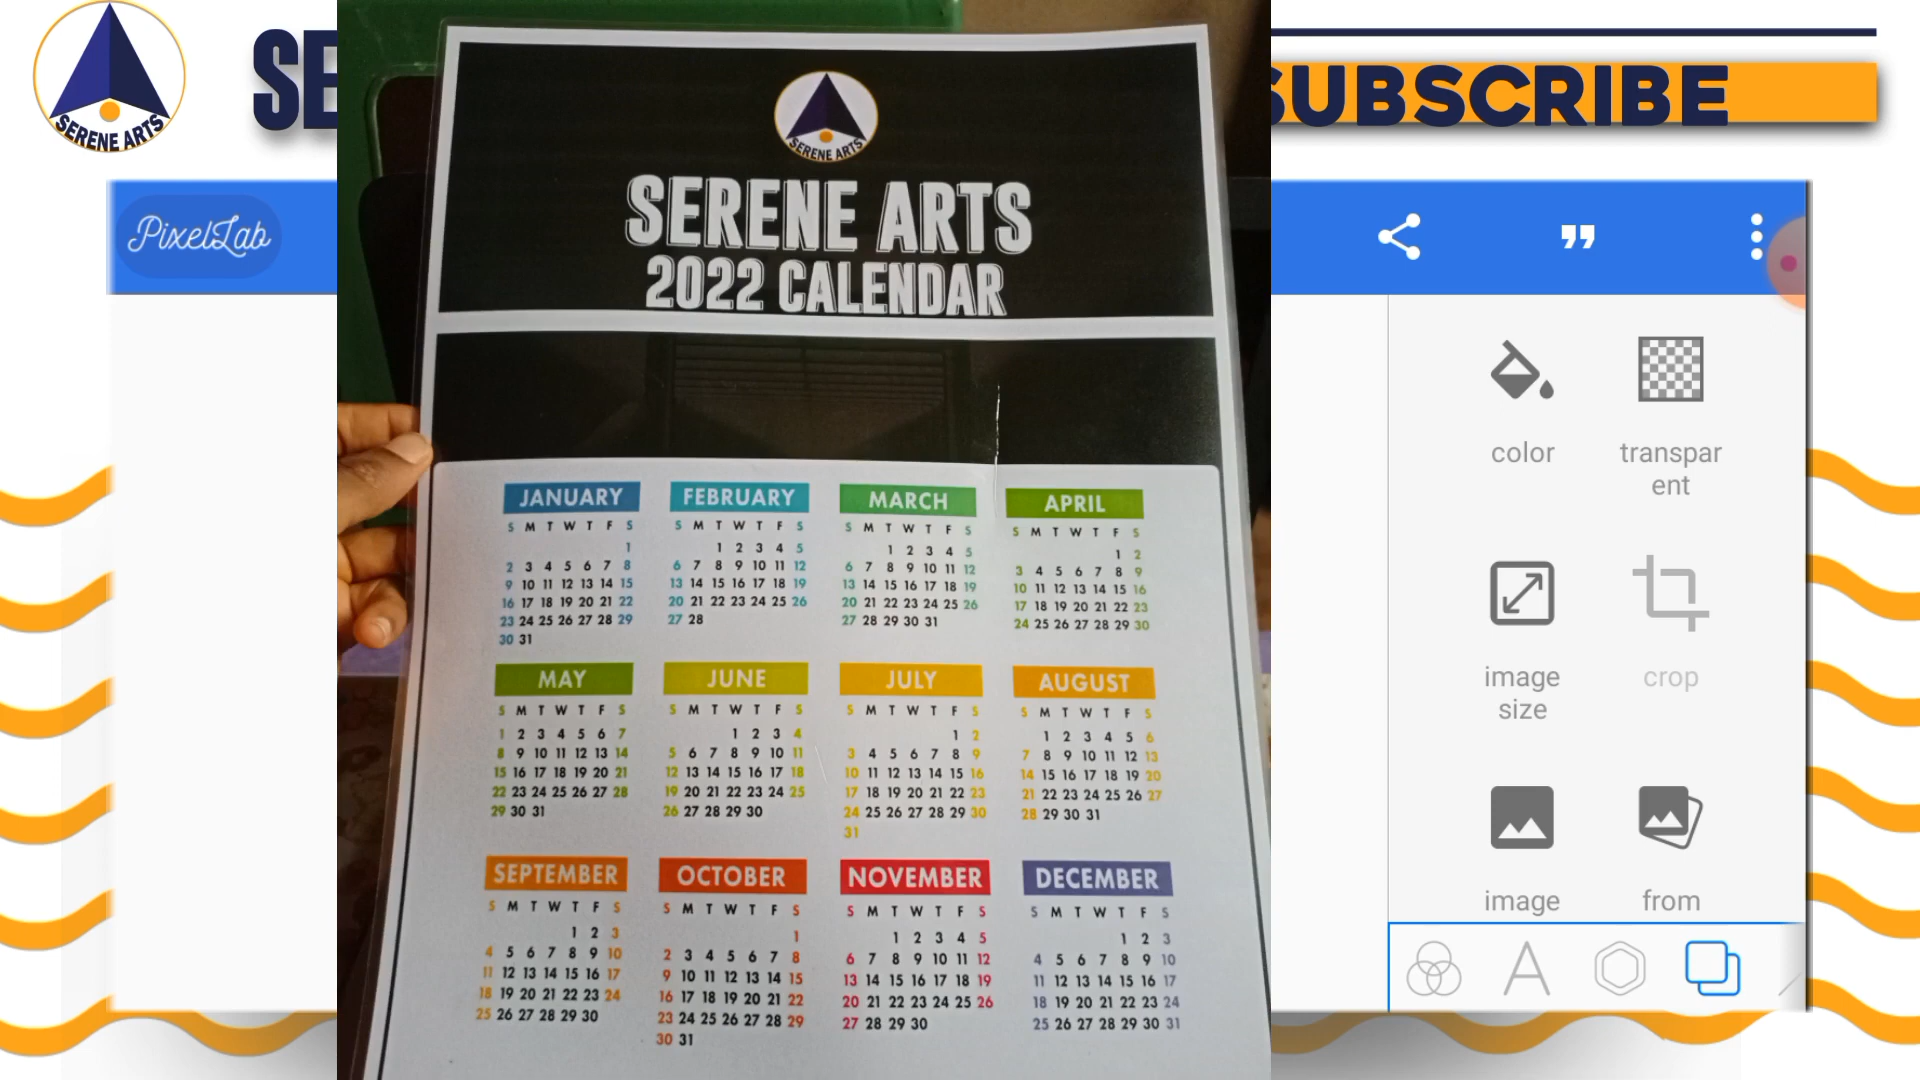 SERENE ARTS
SE
SUBSCRIBE
PixelLab
SERENE ARTS
SERENE ARTS
2022 CALENDAR
JANUARY
S M T W T F S
1
2 3 4 5 6 7 8
9 10 11 12 13 14 15
16 17 18 19 20 21 22
23 24 25 26 27 28 29
30 31
FEBRUARY
S M T W T F S
1 2 3 4 5
6 7 8 9 10 11 12
13 14 15 16 17 18 19
20 21 22 23 24 25 26
27 28
MARCH
S M T W T F S
1 2 3 4 5
6 7 8 9 10 11 12
13 14 15 16 17 18 19
20 21 22 23 24 25 26
27 28 29 30 31
APRIL
S M T W T F S
1 2
3 4 5 6 7 8 9
10 11 12 13 14 15 16
17 18 19 20 21 22 23
24 25 26 27 28 29 30
MAY
S M T W T F S
1 2 3 4 5 6 7
8 9 10 11 12 13 14
15 16 17 18 19 20 21
22 23 24 25 26 27 28
29 30 31
JUNE
S M T W T F S
1 2 3 4
5 6 7 8 9 10 11
12 13 14 15 16 17 18
19 20 21 22 23 24 25
26 27 28 29 30
JULY
S M T W T F S
1 2
3 4 5 6 7 8 9
10 11 12 13 14 15 16
17 18 19 20 21 22 23
24 25 26 27 28 29 30
31
AUGUST
S M T W T F S
1 2 3 4 5 6
7 8 9 10 11 12 13
14 15 16 17 18 19 20
21 22 23 24 25 26 27
28 29 30 31
SEPTEMBER
S M T W T F S
1 2 3
4 5 6 7 8 9 10
11 12 13 14 15 16 17
18 19 20 21 22 23 24
25 26 27 28 29 30
OCTOBER
S M T W T F S
1
2 3 4 5 6 7 8
9 10 11 12 13 14 15
16 17 18 19 20 21 22
23 24 25 26 27 28 29
30 31
NOVEMBER
S M T W T F S
1 2 3 4 5
6 7 8 9 10 11 12
13 14 15 16 17 18 19
20 21 22 23 24 25 26
27 28 29 30
DECEMBER
S M T W T F S
1 2 3
4 5 6 7 8 9 10
11 12 13 14 15 16 17
18 19 20 21 22 23 24
25 26 27 28 29 30 31
color
transpar
ent
image
size
crop
image
from